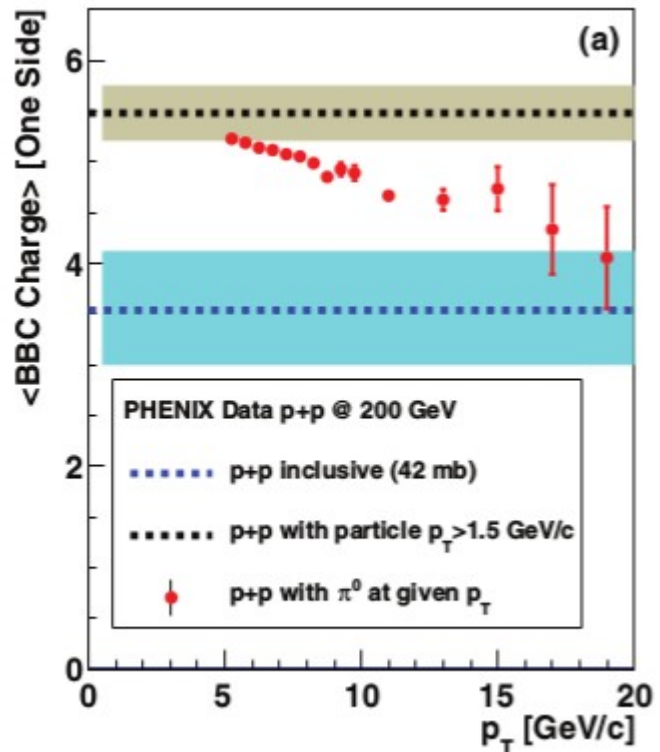 (a)
<BBC Charge> [One Side]
6
4
2
0
PHENIX Data p+p @ 200 GeV
p+p inclusive (42 mb)
p+p with particle p_T>1.5 GeV/c
p+p with π⁰ at given p_T
0 5 10 15 20
p_T [GeV/c]